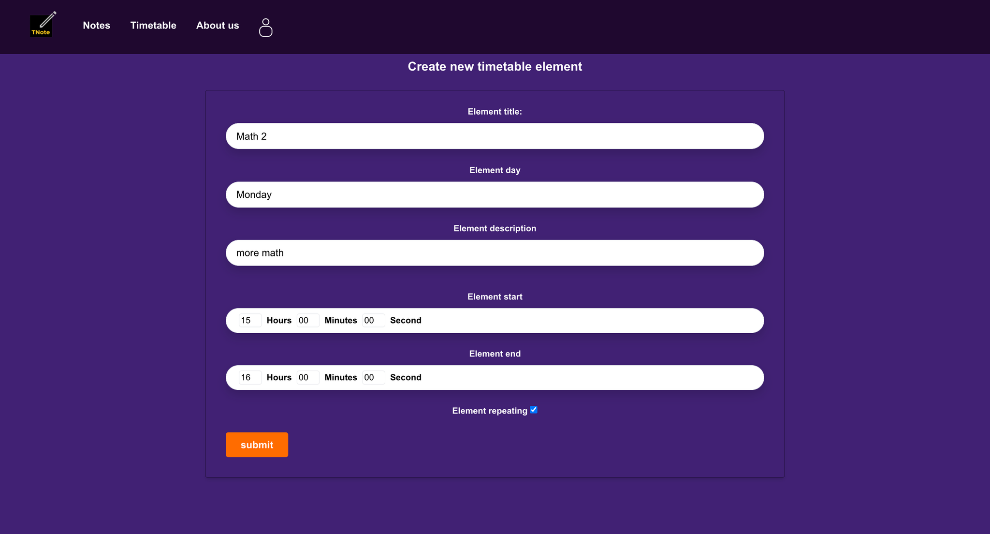 TNote
Notes Timetable About us
Create new timetable element
Element title:
Math 2
Element day
Monday
Element description
more math
Element start
15 Hours 00 Minutes 00 Second
Element end
16 Hours 00 Minutes 00 Second
Element repeating
submit